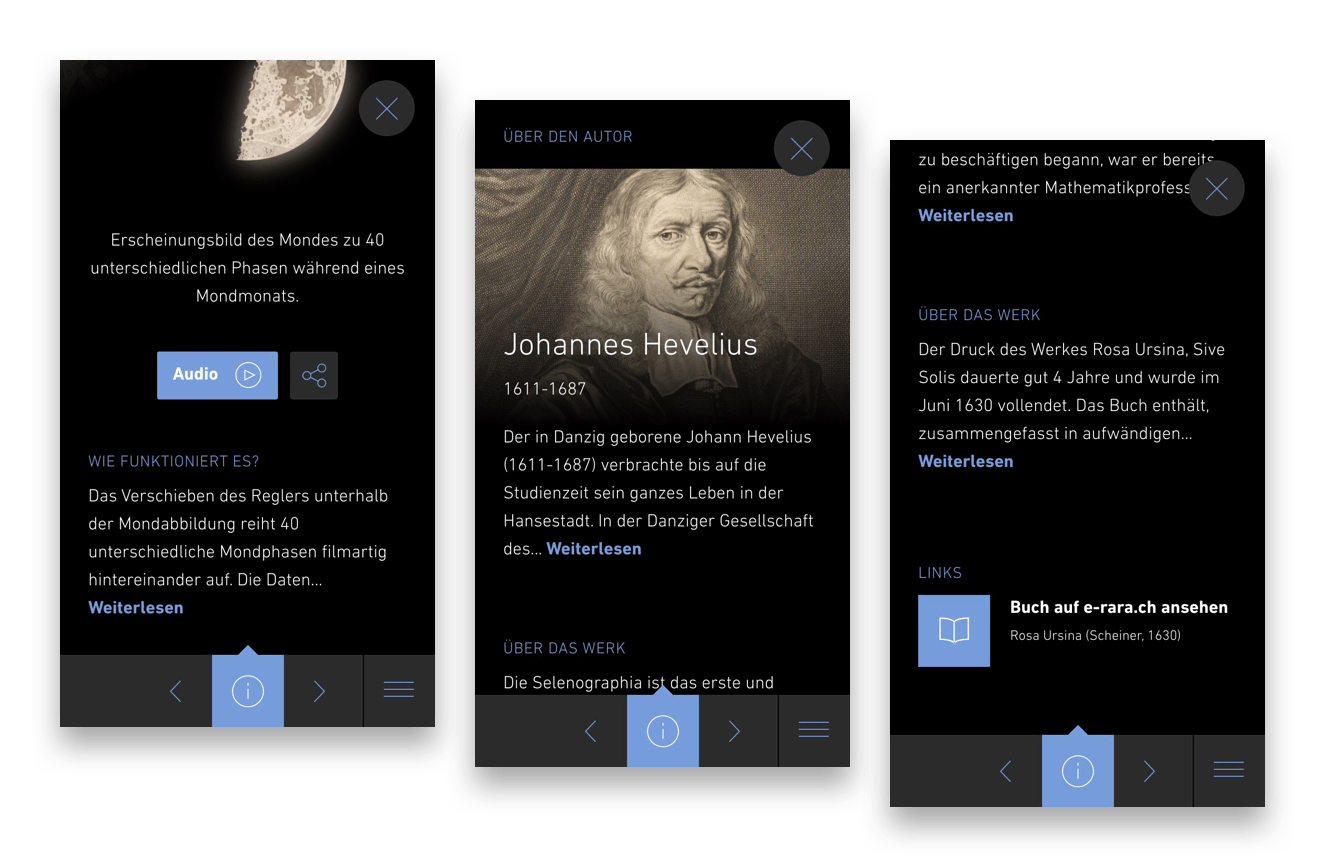 Erscheinungsbild des Mondes zu 40
unterschiedlichen Phasen während eines
Mondmonats.
Audio
WIE FUNKTIONIERT ES?
Das Verschieben des Reglers unterhalb
der Mondabbildung reiht 40
unterschiedliche Mondphasen filmartig
hintereinander auf. Die Daten...
Weiterlesen
ÜBER DEN AUTOR
Johannes Hevelius
1611-1687
Der in Danzig geborene Johann Hevelius
(1611-1687) verbrachte bis auf die
Studienzeit sein ganzes Leben in der
Hansestadt. In der Danziger Gesellschaft
des... Weiterlesen
ÜBER DAS WERK
Die Selenographia ist das erste und
zu beschäftigen begann, war er bereits
ein anerkannter Mathematikprofess
Weiterlesen
ÜBER DAS WERK
Der Druck des Werkes Rosa Ursina, Sive
Solis dauerte gut 4 Jahre und wurde im
Juni 1630 vollendet. Das Buch enthält,
zusammengefasst in aufwändigen...
Weiterlesen
LINKS
Buch auf e-rara.ch ansehen
Rosa Ursina (Scheiner, 1630)